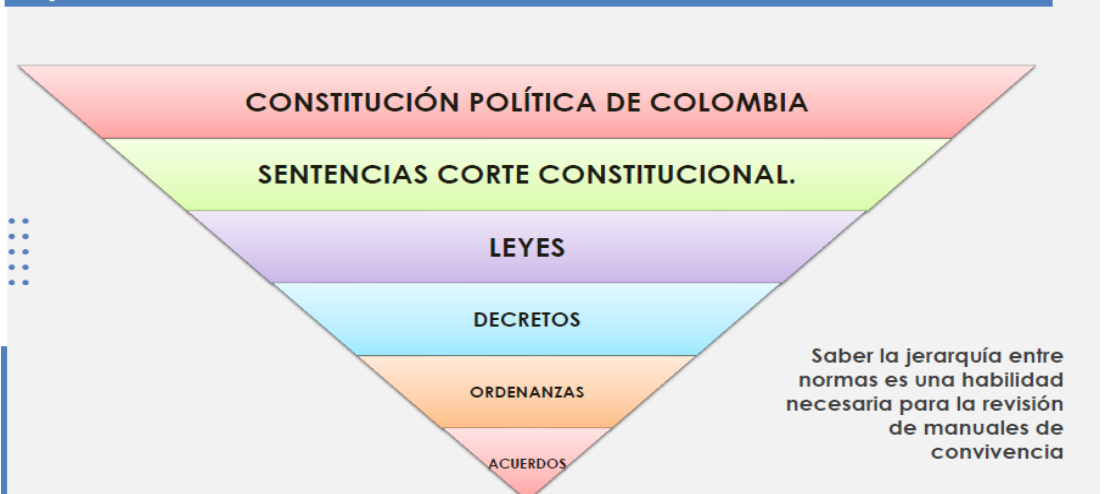 CONSTITUCIÓN POLÍTICA DE COLOMBIA
SENTENCIAS CORTE CONSTITUCIONAL.
LEYES
DECRETOS
ORDENANZAS
ACUERDOS
Saber la jerarquía entre
normas es una habilidad
necesaria para la revisión
de manuales de
convivencia